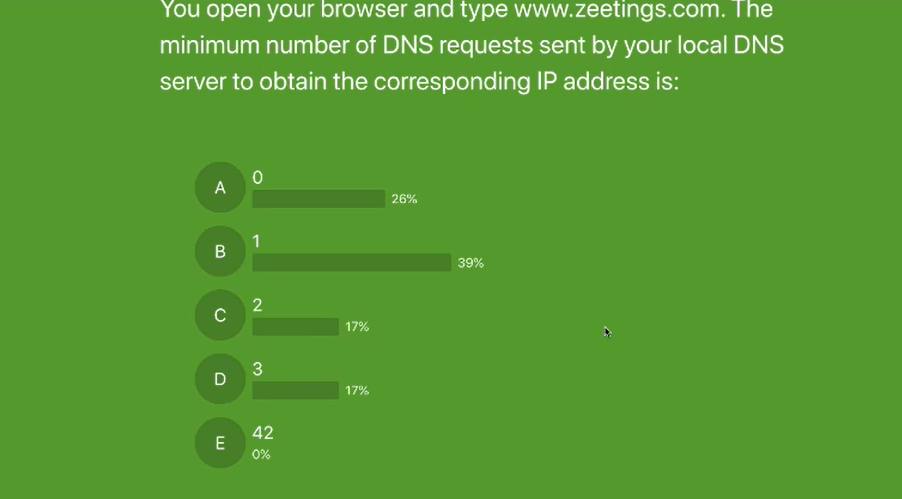 You open your browser and type www.zeetings.com. The
minimum number of DNS requests sent by your local DNS
server to obtain the corresponding IP address is:
A
0
26%
B
1
39%
C
2
17%
D
3
17%
E
42
0%